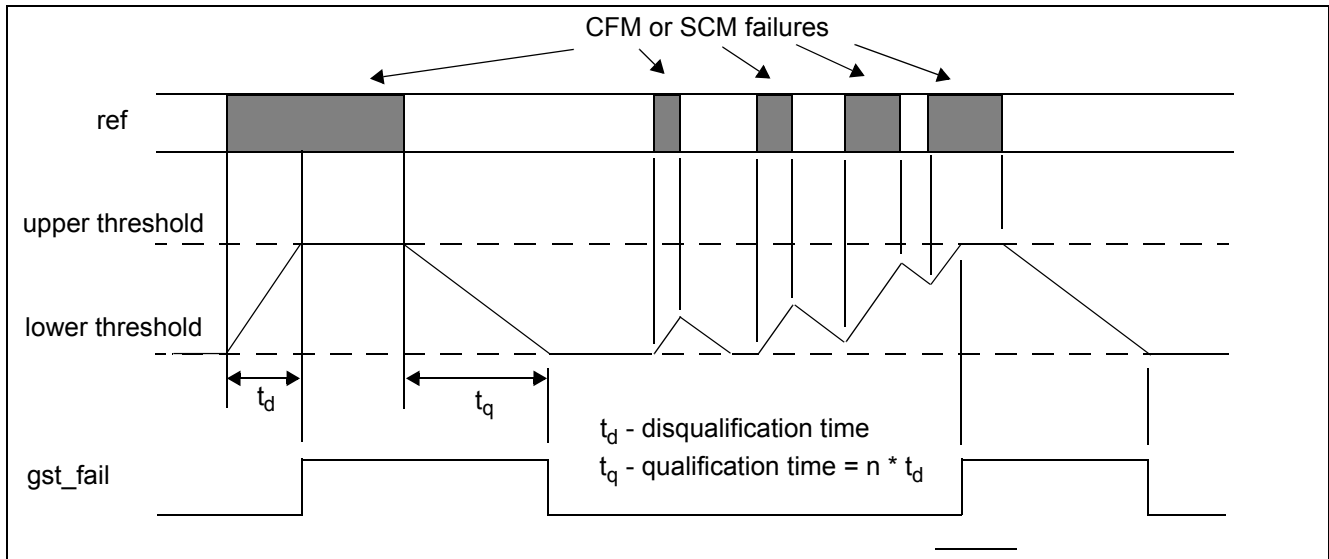 CFM or SCM failures
ref
upper threshold
lower threshold
td
tq
td - disqualification time
tq - qualification time = n * td
gst_fail